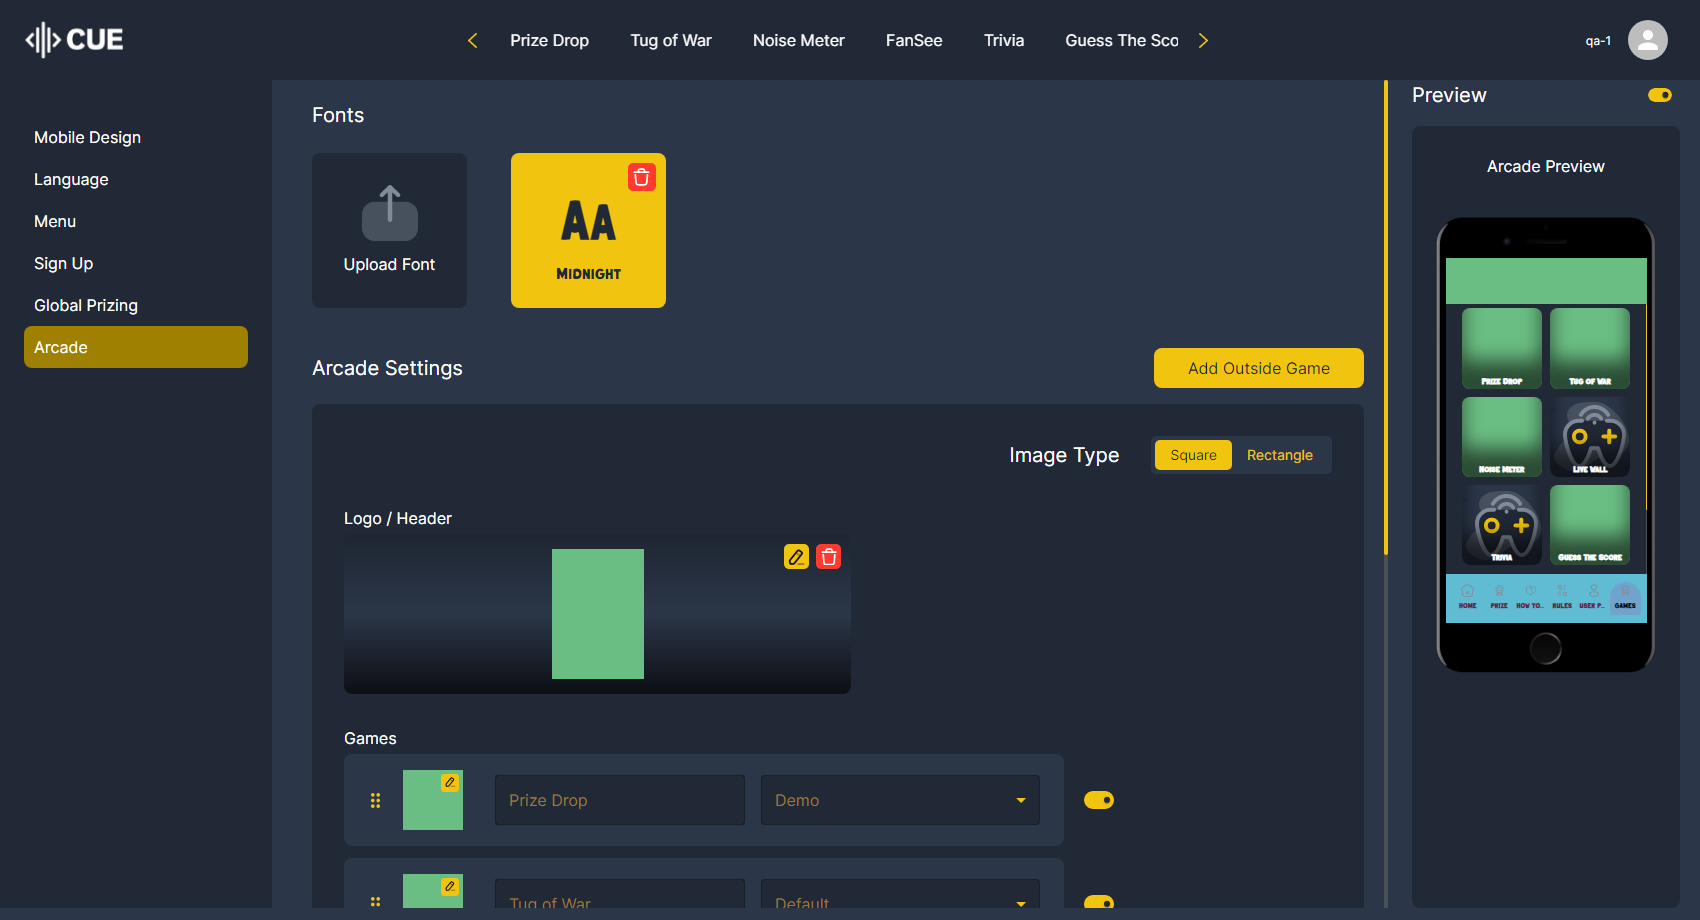 CUE
Prize Drop
Tug of War
Noise Meter
FanSee
Trivia
Guess The Sco
qa-1
Mobile Design
Language
Menu
Sign Up
Global Prizing
Arcade
Fonts
Upload Font
AA
MIDNIGHT
Arcade Settings
Add Outside Game
Image Type
Square
Rectangle
Logo / Header
Games
Prize Drop
Demo
Tug of War
Default
Preview
Arcade Preview
PRIZE DROP
TUG OF WAR
NOISE METER
LIVE WALL
TRIVIA
GUESS THE SCORE
HOME
PRIZE
HOW TO..
RULES
USER P..
GAMES